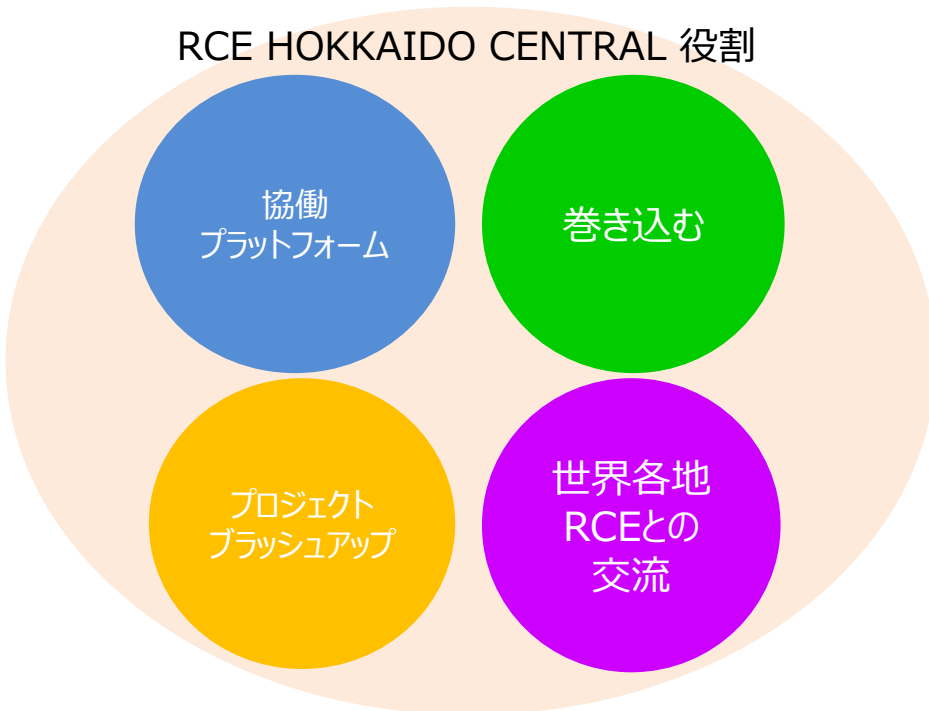 RCE HOKKAIDO CENTRAL 役割
協働
プラットフォーム
巻き込む
プロジェクト
ブラッシュアップ
世界各地
RCEとの
交流